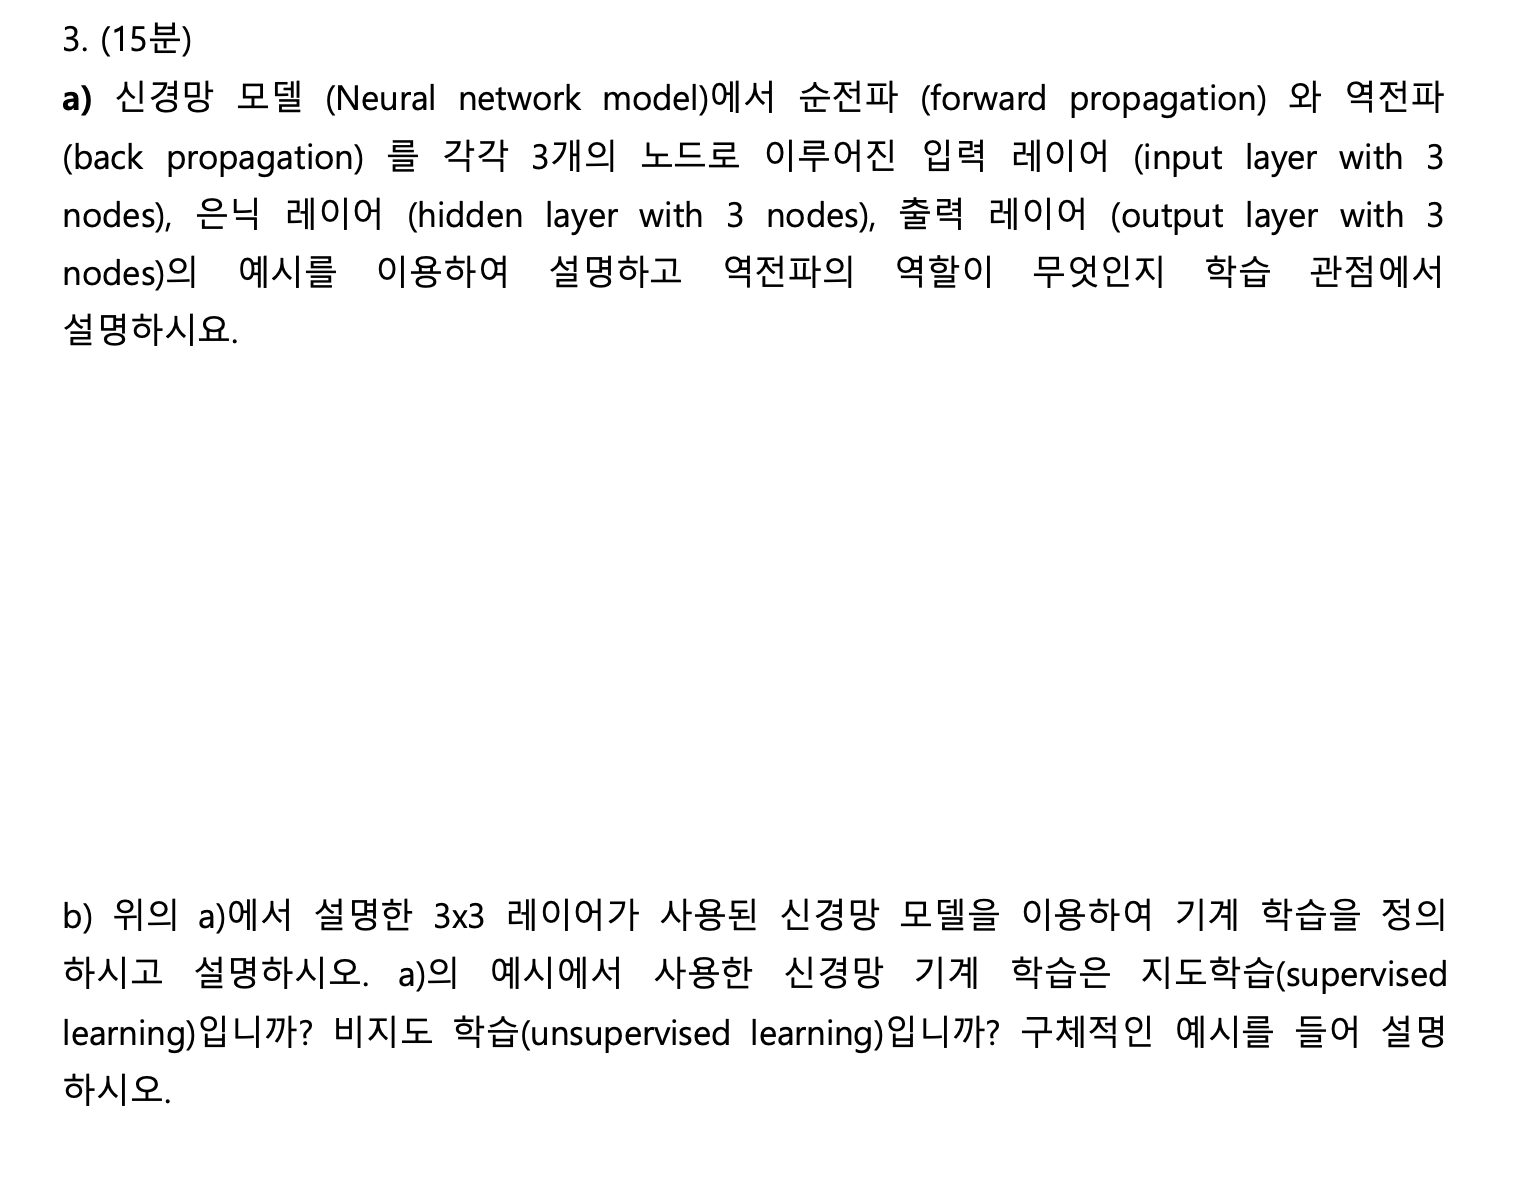 3. (15분)
a) 신경망 모델 (Neural network model)에서 순전파 (forward propagation) 와 역전파
(back propagation) 를 각각 3개의 노드로 이루어진 입력 레이어 (input layer with 3
nodes), 은닉 레이어 (hidden layer with 3 nodes), 출력 레이어 (output layer with 3
nodes)의 예시를 이용하여 설명하고 역전파의 역할이 무엇인지 학습 관점에서
설명하시요.
b) 위의 a)에서 설명한 3x3 레이어가 사용된 신경망 모델을 이용하여 기계 학습을 정의
하시고 설명하시오. a)의 예시에서 사용한 신경망 기계 학습은 지도학습(supervised
learning)입니까? 비지도 학습(unsupervised learning)입니까? 구체적인 예시를 들어 설명
하시오.